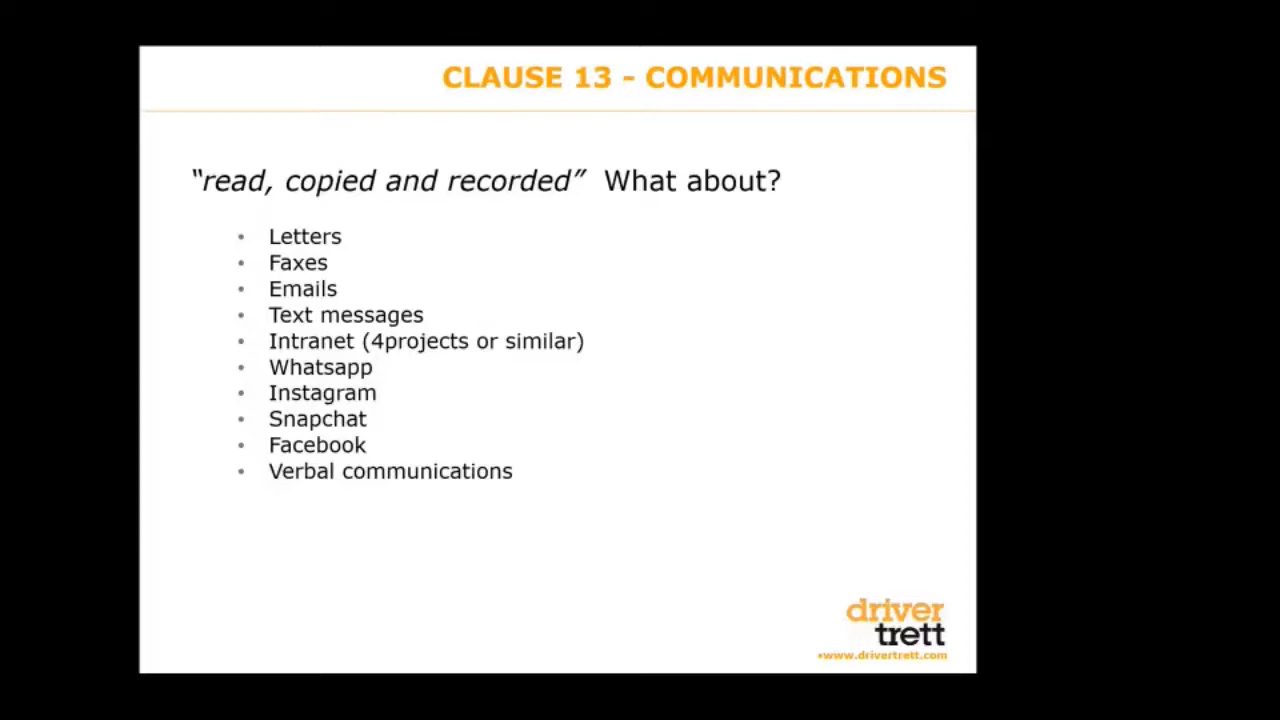 CLAUSE 13 - COMMUNICATIONS
“read, copied and recorded” What about?
• Letters
• Faxes
• Emails
• Text messages
• Intranet (4projects or similar)
• Whatsapp
• Instagram
• Snapchat
• Facebook
• Verbal communications
driver
trett
•www.drivertrett.com